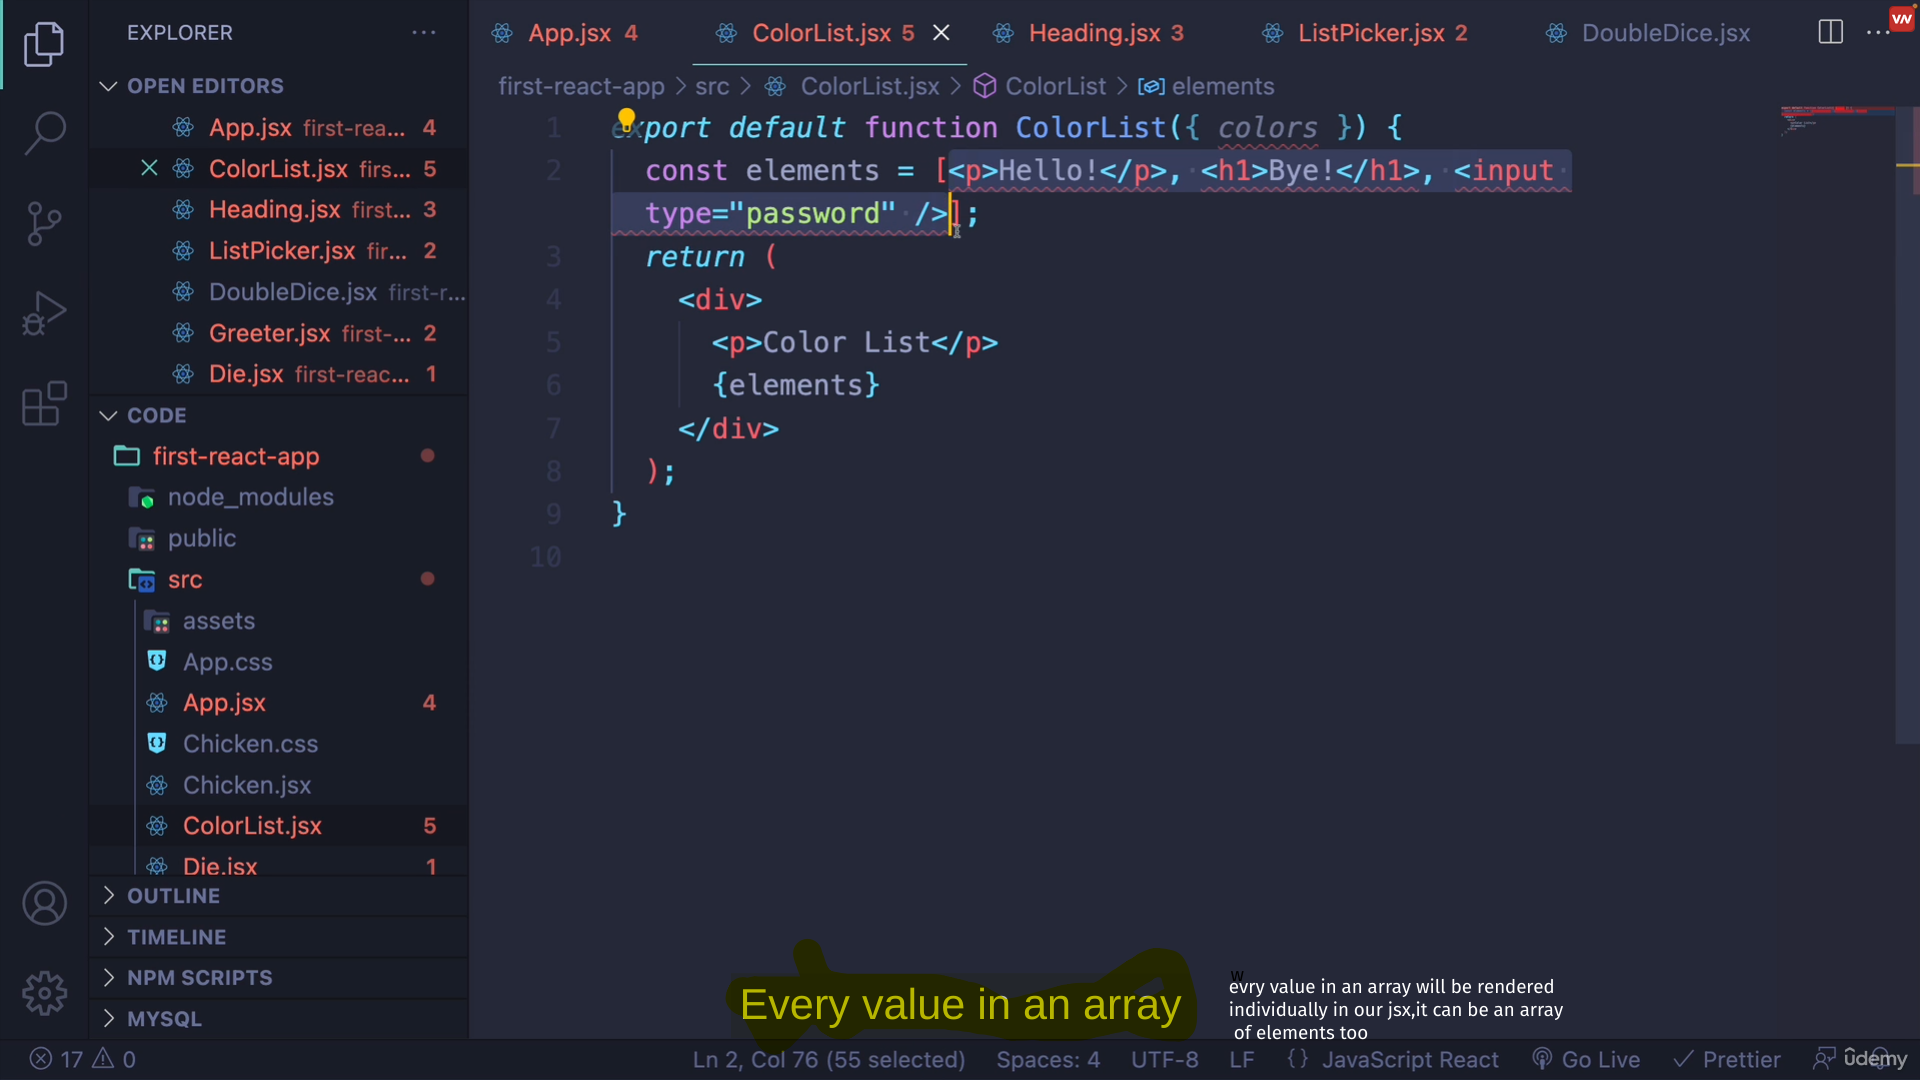 EXPLORER
OPEN EDITORS
App.jsx first-rea... 4
ColorList.jsx firs... 5
Heading.jsx first... 3
ListPicker.jsx fir... 2
DoubleDice.jsx first-r...
Greeter.jsx first-... 2
Die.jsx first-reac... 1
CODE
first-react-app
node_modules
public
src
assets
App.css
App.jsx 4
Chicken.css
Chicken.jsx
ColorList.jsx 5
Die.jsx 1
OUTLINE
TIMELINE
NPM SCRIPTS
MYSQL
App.jsx 4 ColorList.jsx 5 Heading.jsx 3 ListPicker.jsx 2 DoubleDice.jsx
first-react-app > src > ColorList.jsx > ColorList > elements
1 export default function ColorList({ colors }) {
2 const elements = [<p>Hello!</p>, <h1>Bye!</h1>, <input
type="password" />];
3 return (
4 <div>
5 <p>Color List</p>
6 {elements}
7 </div>
8 );
9 }
10
Every value in an array
w
evry value in an array will be rendered
individually in our jsx,it can be an array
of elements too
17 0 Ln 2, Col 76 (55 selected) Spaces: 4 UTF-8 LF {} JavaScript React Go Live Prettier
udemy